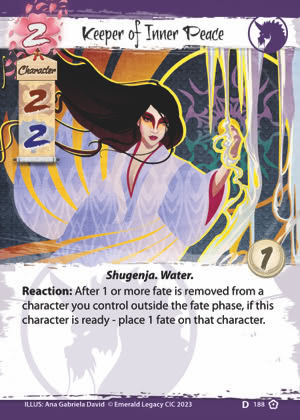 2
Keeper of Inner Peace
Character
2
2
1
Shugenja. Water.
Reaction: After 1 or more fate is removed from a
character you control outside the fate phase, if this
character is ready - place 1 fate on that character.
ILLUS: Ana Gabriela David © Emerald Legacy CIC 2023
D 188